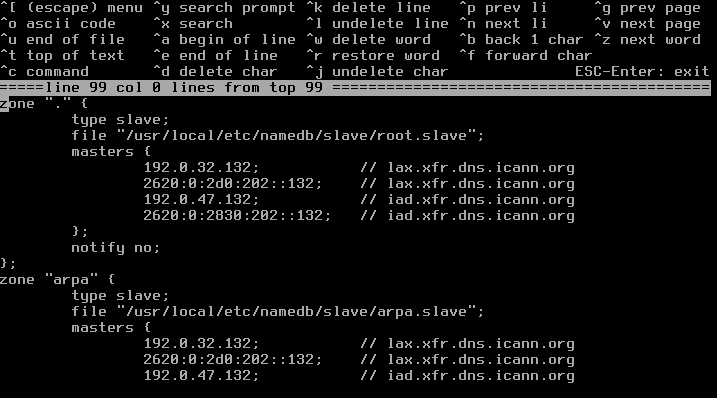 ^[ (escape) menu ^y search prompt ^k delete line   ^p prev li     ^g prev page
^o ascii code    ^x search        ^l undelete line ^n next li     ^v next page
^u end of file   ^a begin of line ^w delete word   ^b back 1 char ^z next word
^t top of text   ^e end of line   ^r restore word  ^f forward char
^c command       ^d delete char   ^j undelete char              ESC-Enter: exit
=====line 99 col 0 lines from top 99 ==========================================
zone "." {
        type slave;
        file "/usr/local/etc/namedb/slave/root.slave";
        masters {
                192.0.32.132;           // lax.xfr.dns.icann.org
                2620:0:2d0:202::132;    // lax.xfr.dns.icann.org
                192.0.47.132;           // iad.xfr.dns.icann.org
                2620:0:2830:202::132;   // iad.xfr.dns.icann.org
        };
        notify no;
};
zone "arpa" {
        type slave;
        file "/usr/local/etc/namedb/slave/arpa.slave";
        masters {
                192.0.32.132;           // lax.xfr.dns.icann.org
                2620:0:2d0:202::132;    // lax.xfr.dns.icann.org
                192.0.47.132;           // iad.xfr.dns.icann.org